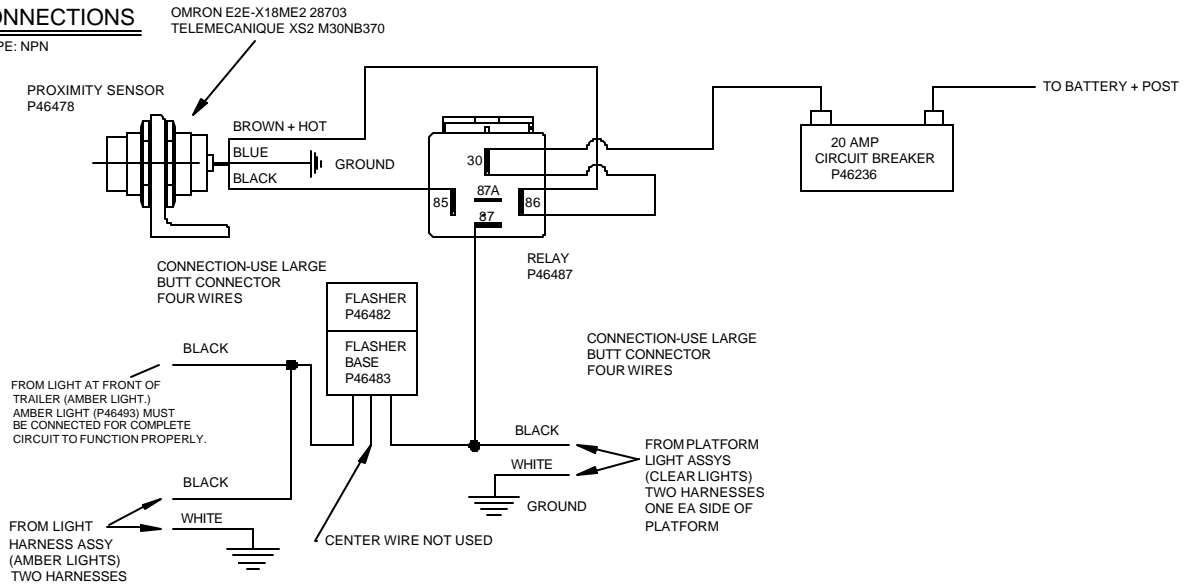 ONNECTIONS
PE: NPN
OMRON E2E-X18ME2 28703
TELEMECANIQUE XS2 M30NB370
PROXIMITY SENSOR
P46478
BROWN + HOT
BLUE
GROUND
BLACK
30
87A
85
86
87
RELAY
P46487
20 AMP
CIRCUIT BREAKER
P46236
TO BATTERY + POST
CONNECTION-USE LARGE
BUTT CONNECTOR
FOUR WIRES
FLASHER
P46482
FLASHER
BASE
P46483
CONNECTION-USE LARGE
BUTT CONNECTOR
FOUR WIRES
BLACK
FROM LIGHT AT FRONT OF
TRAILER (AMBER LIGHT.)
AMBER LIGHT (P46493) MUST
BE CONNECTED FOR COMPLETE
CIRCUIT TO FUNCTION PROPERLY.
BLACK
WHITE
GROUND
FROM PLATFORM
LIGHT ASSYS
(CLEAR LIGHTS)
TWO HARNESSES
ONE EA SIDE OF
PLATFORM
BLACK
WHITE
FROM LIGHT
HARNESS ASSY
(AMBER LIGHTS)
TWO HARNESSES
CENTER WIRE NOT USED